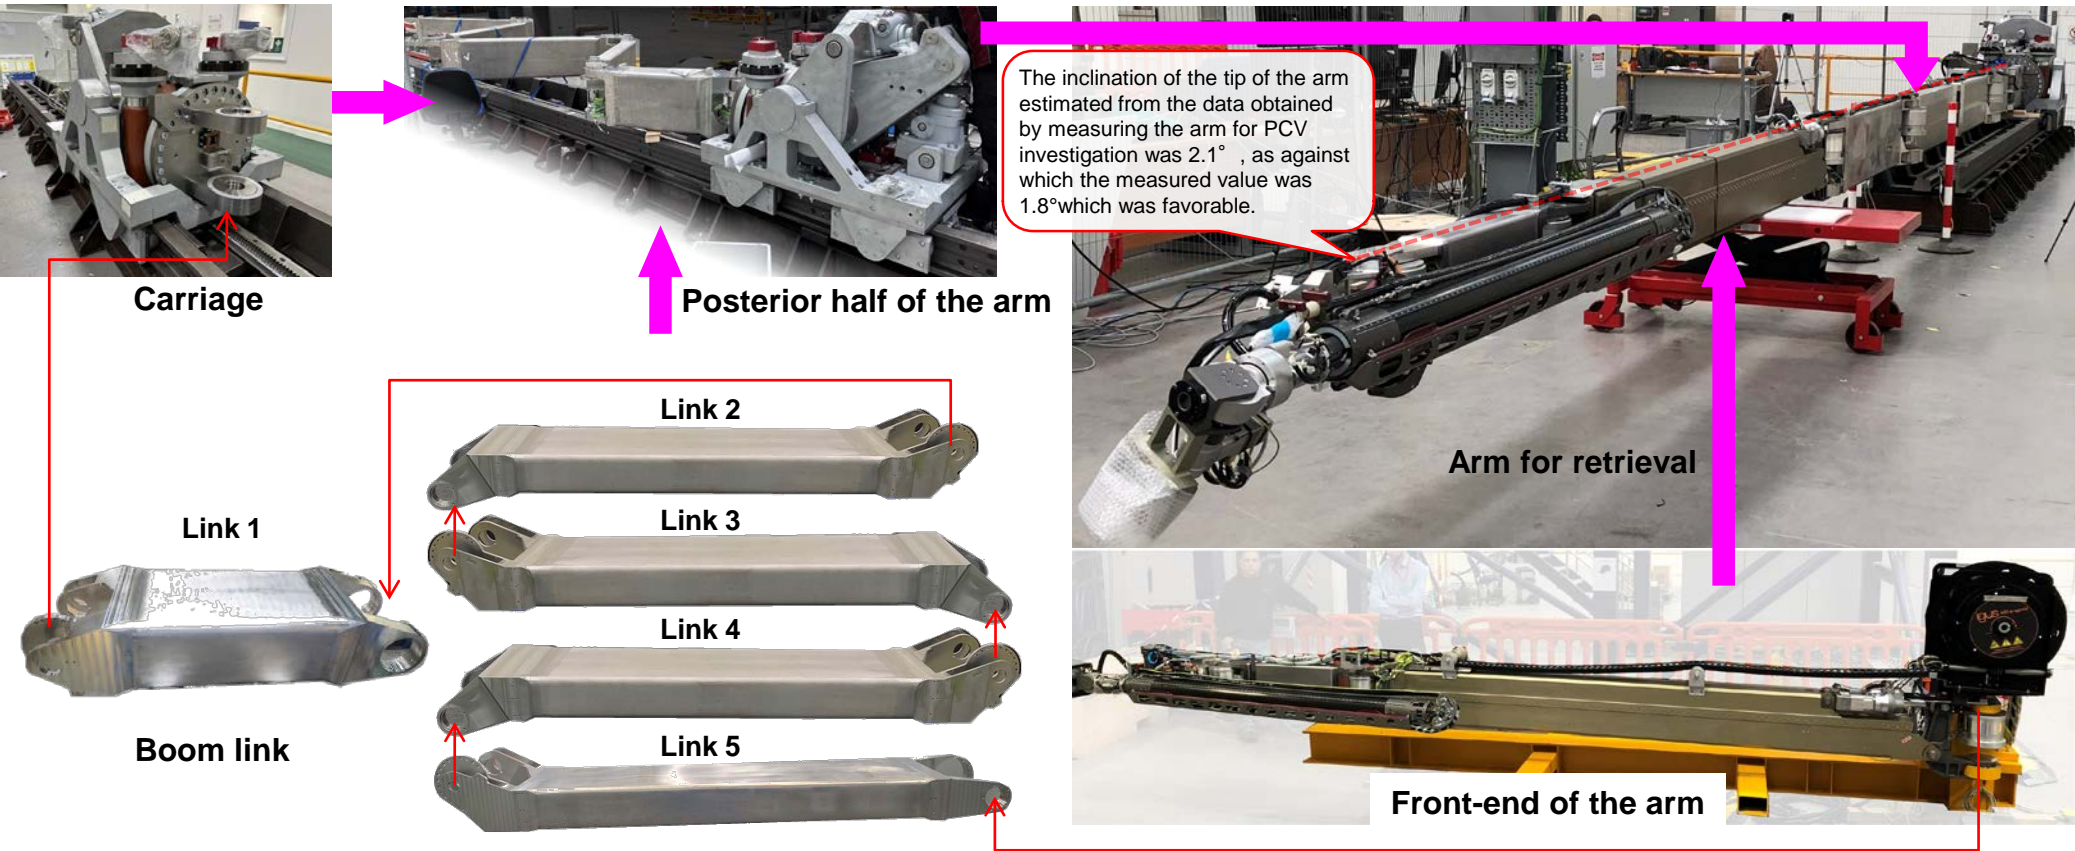 The inclination of the tip of the arm
estimated from the data obtained
by measuring the arm for PCV
investigation was 2.1° , as against
which the measured value was
1.8°which was favorable.
Carriage
Posterior half of the arm
Link 2
Arm for retrieval
Link 3
Link 1
igus
Link 4
Link 5
Boom link
Front-end of the arm